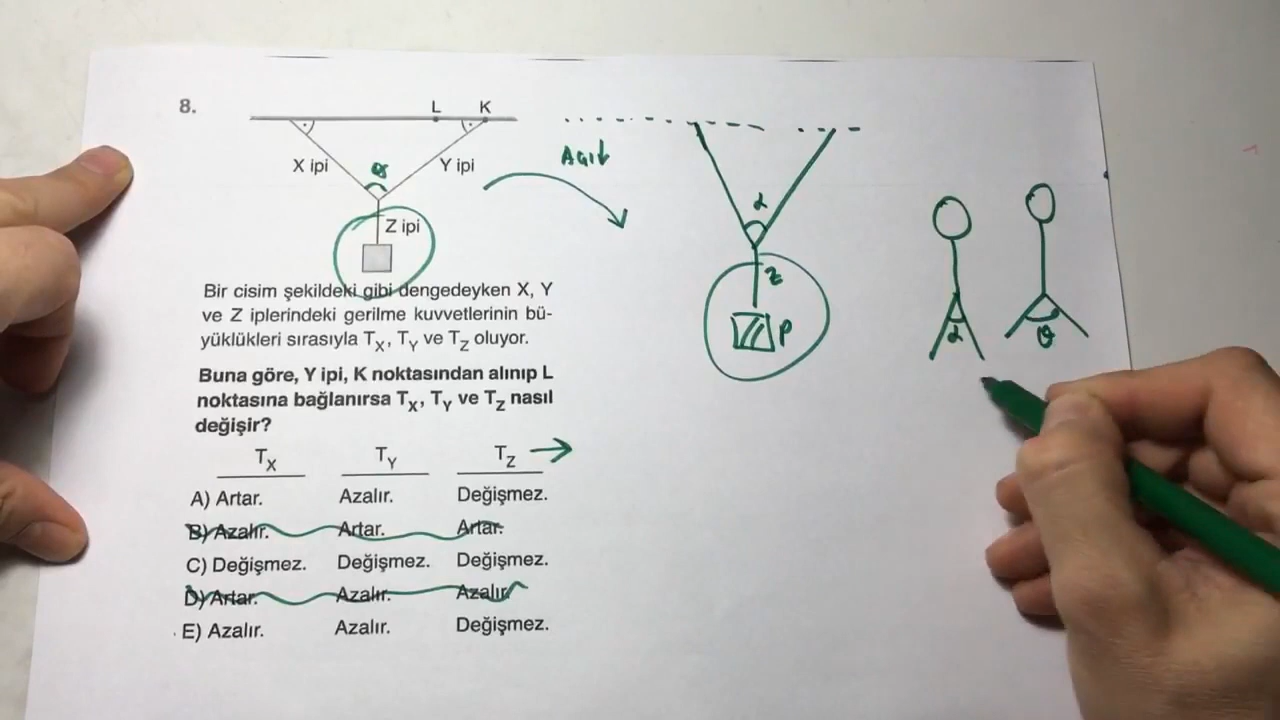 8.
L K
X ipi
Y ipi
α
Z ipi
Açı↓
α
Z
P
α
θ
Bir cisim şekildeki gibi dengedeyken X, Y
ve Z iplerindeki gerilme kuvvetlerinin bü-
yüklükleri sırasıyla TX, TY ve TZ oluyor.
Buna göre, Y ipi, K noktasından alınıp L
noktasına bağlanırsa TX, TY ve TZ nasıl
değişir?
TX TY TZ
A) Artar. Azalır. Değişmez.
B) Azalır. Artar. Artar.
C) Değişmez. Değişmez. Değişmez.
D) Artar. Azalır. Azalır.
E) Azalır. Azalır. Değişmez.